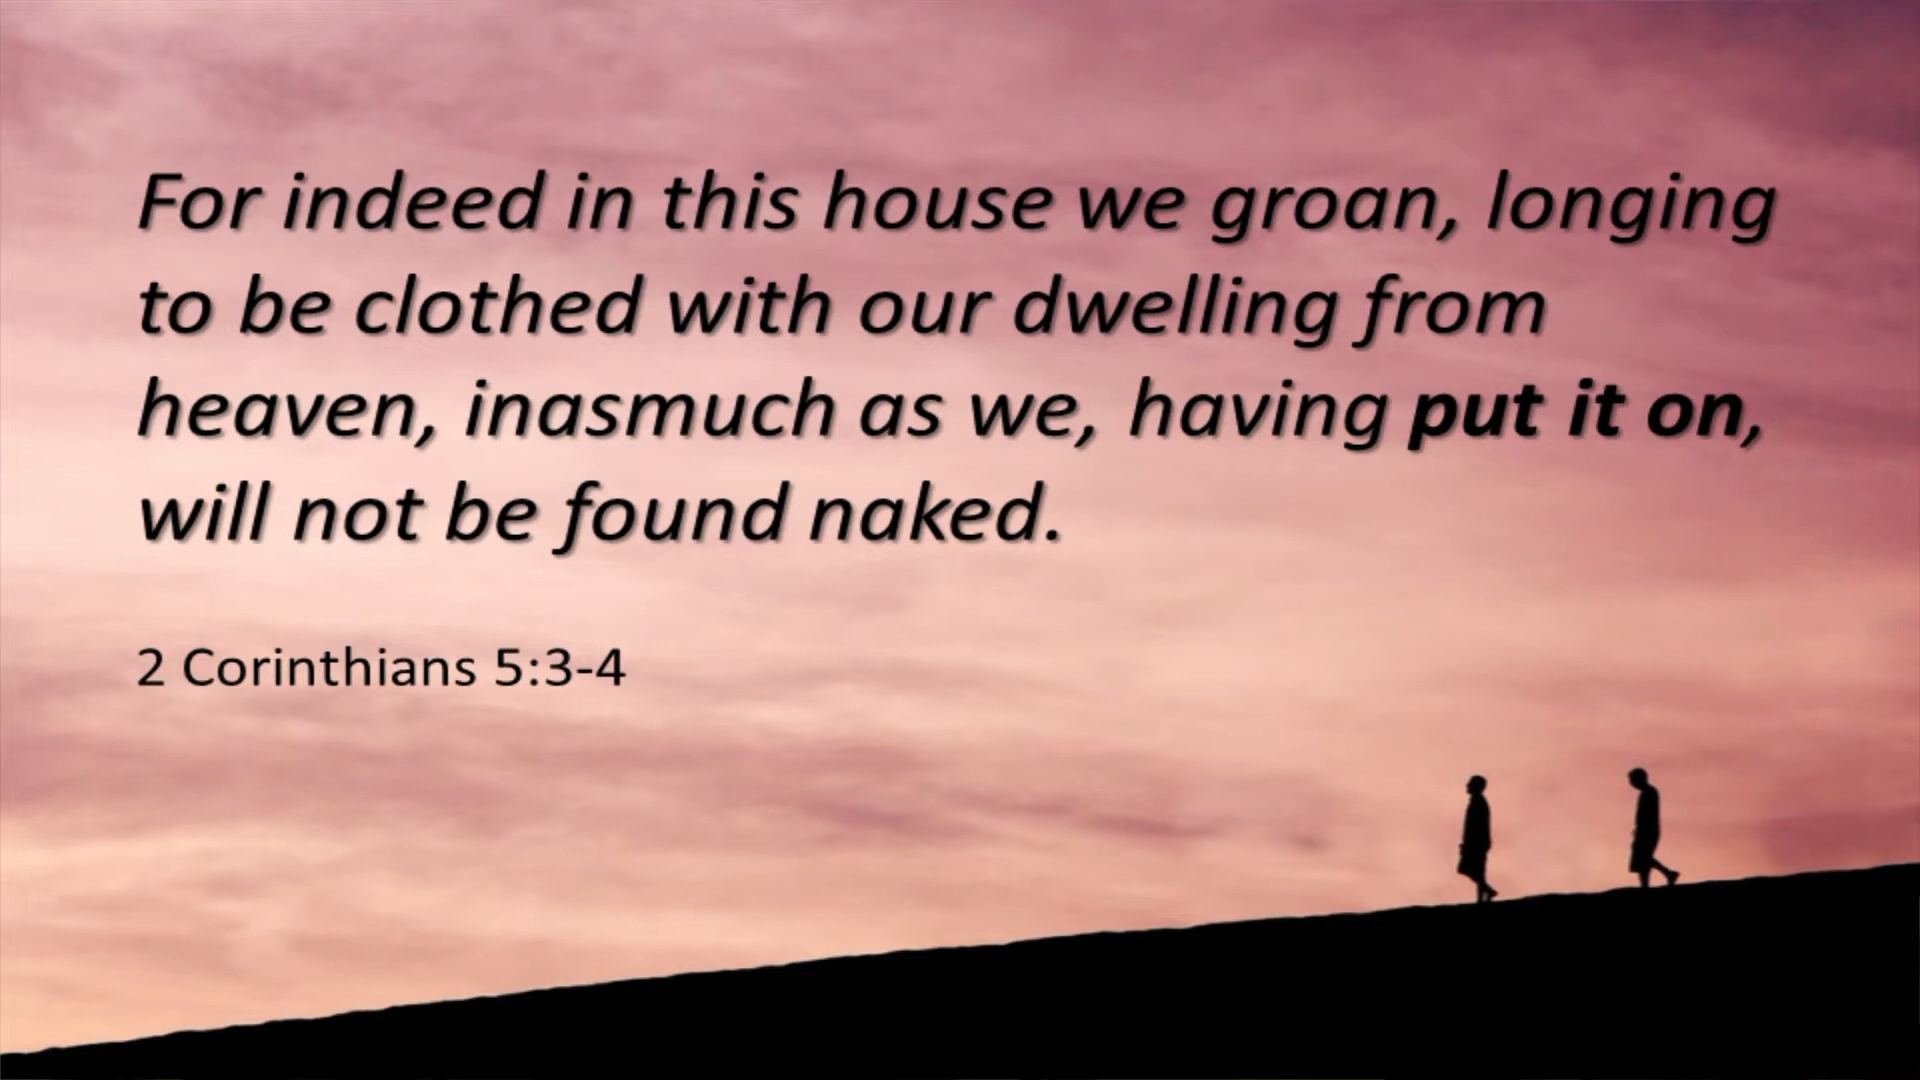 For indeed in this house we groan, longing
to be clothed with our dwelling from
heaven, inasmuch as we, having put it on,
will not be found naked.
2 Corinthians 5:3-4